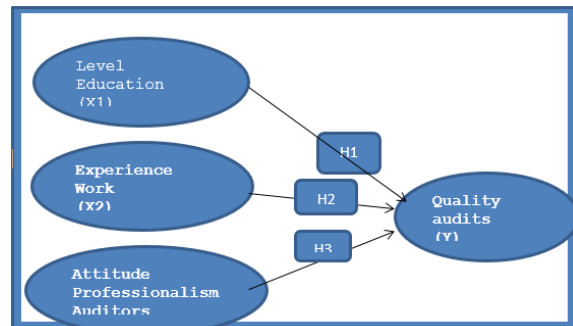 Level
Education
(X1)
H1
Experience
Work
(X2)
H2
Quality
audits
(Y)
H3
Attitude
Professionalism
Auditors